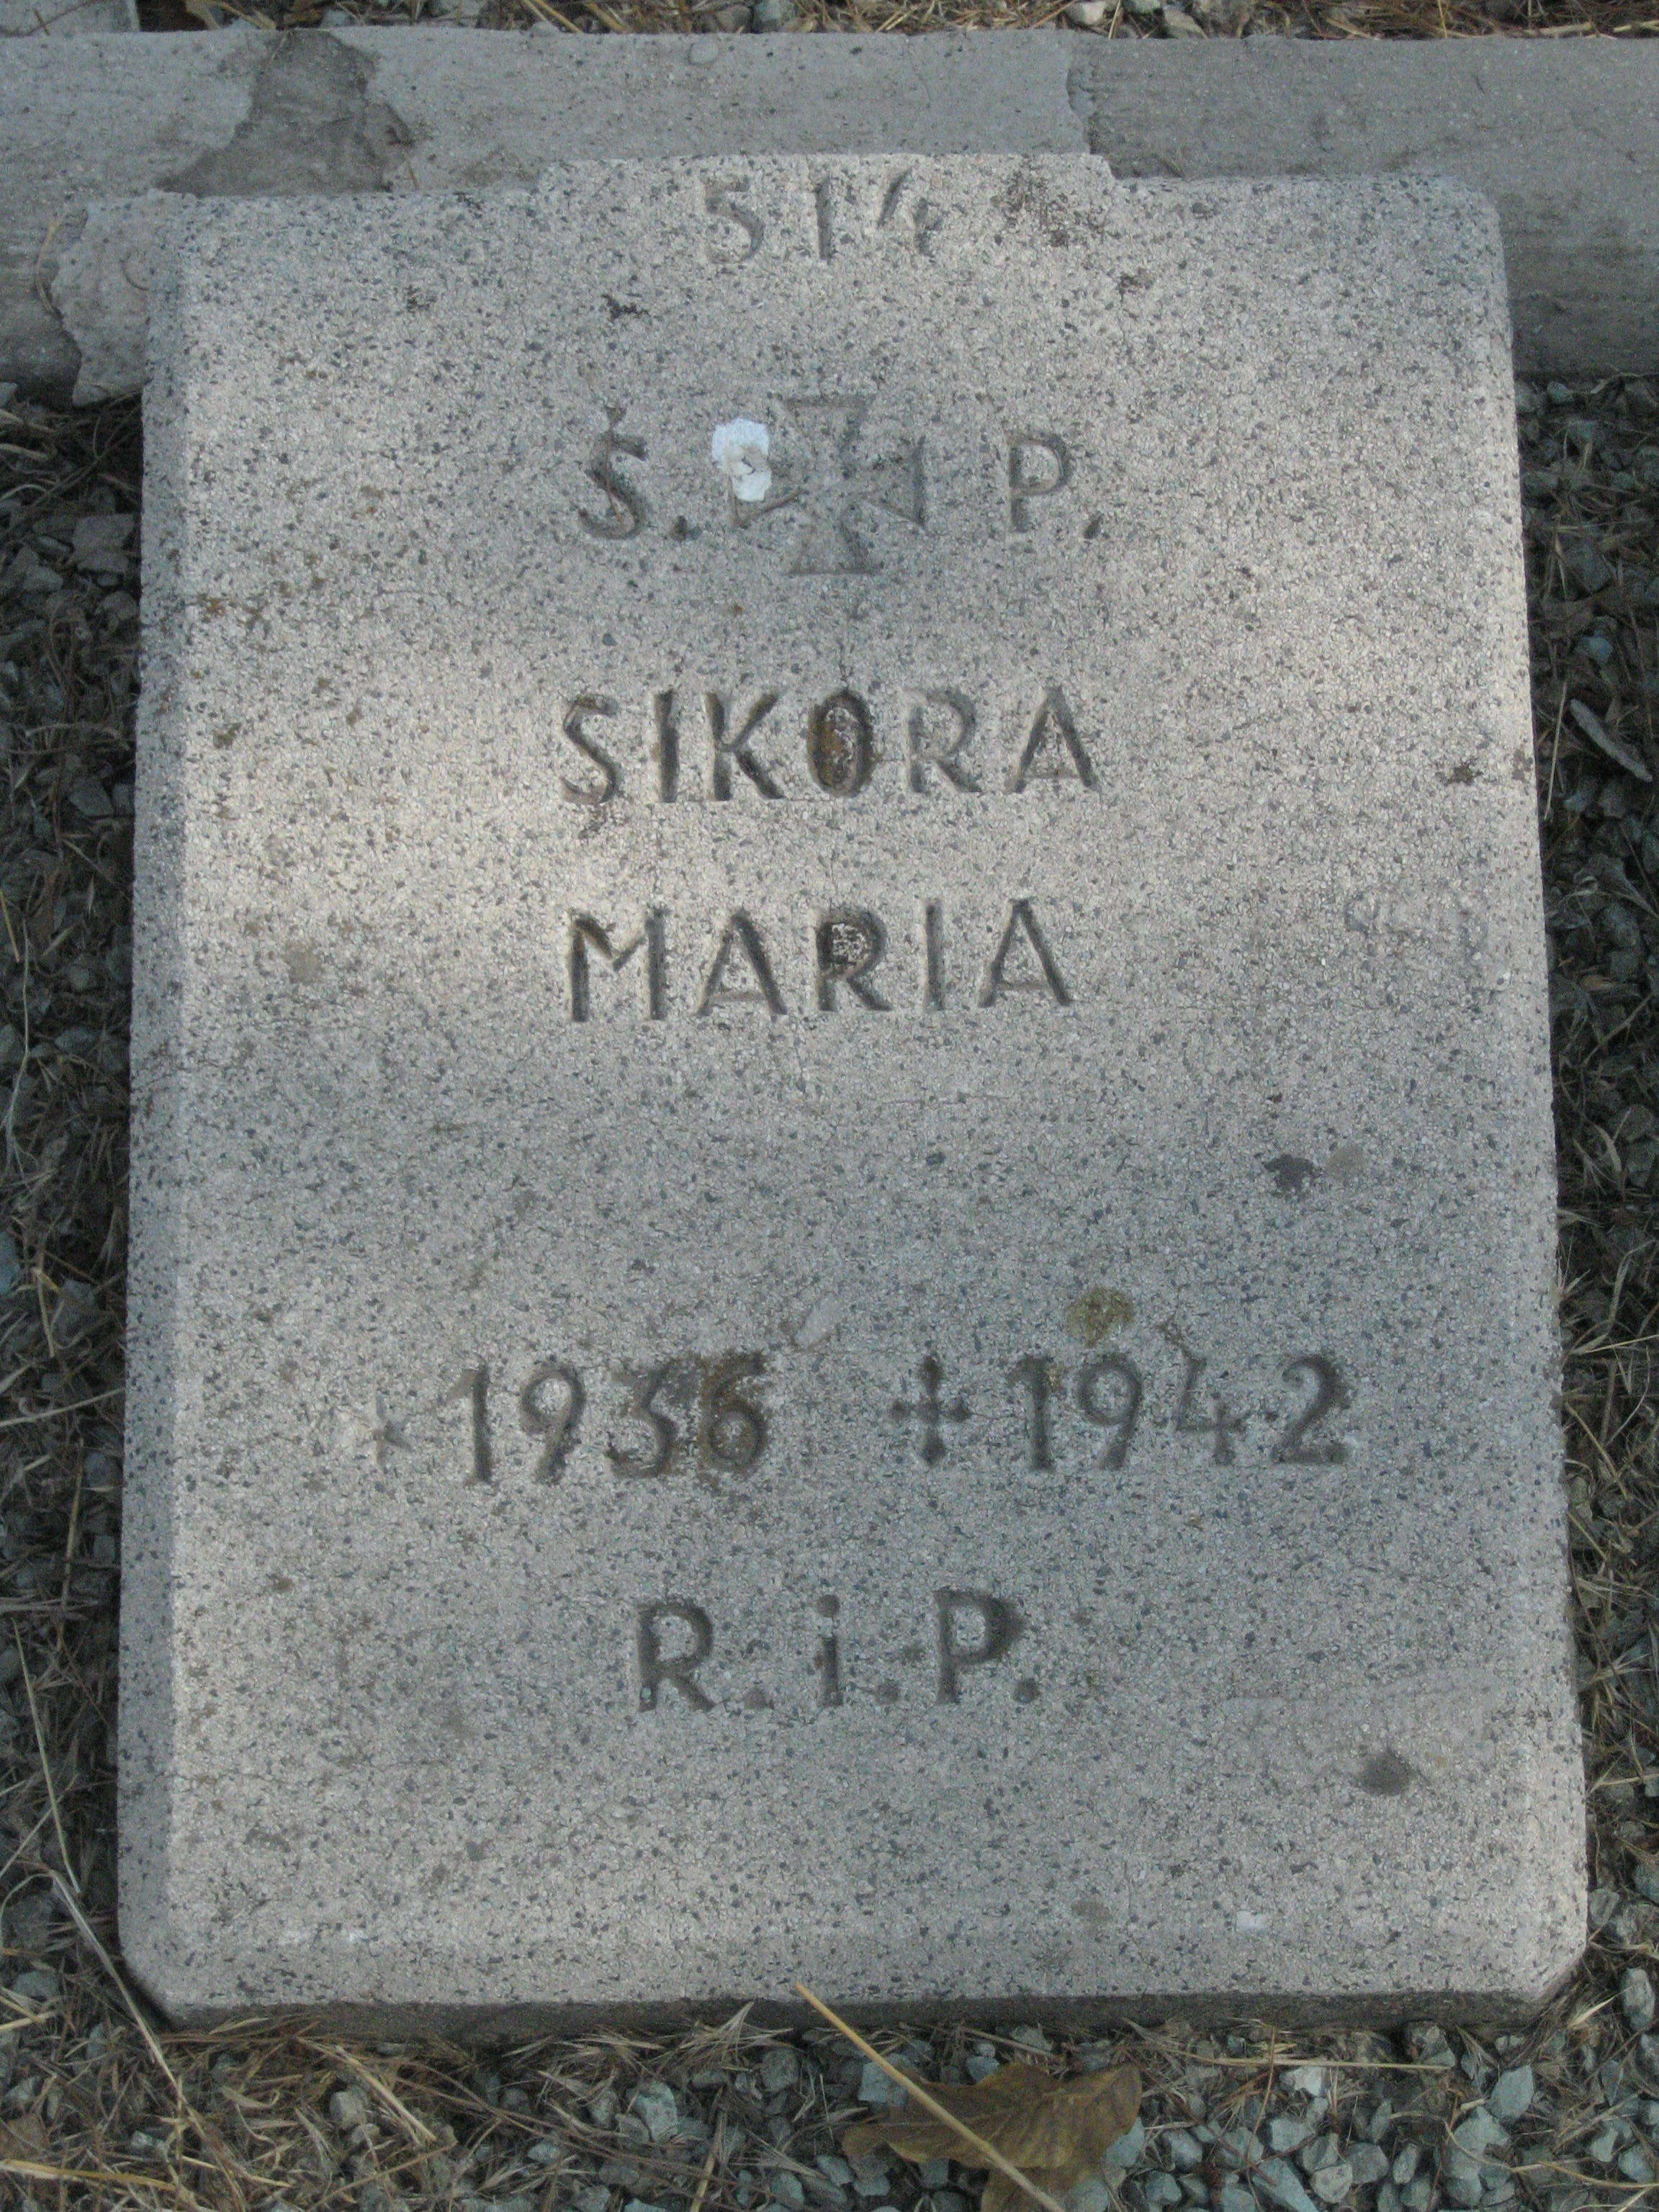 514
Ś. P.
SIKORA
MARIA
* 1936 ✝ 1942
R.i.P.